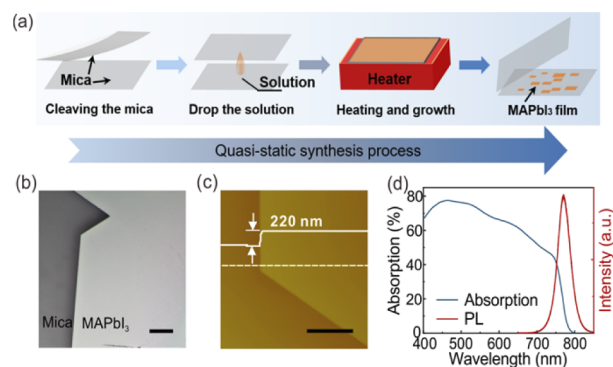 (a)
Mica
Solution
Heater
Cleaving the mica
Drop the solution
Heating and growth
MAPbI₃ film
Quasi-static synthesis process
(b)
Mica
MAPbI₃
(c)
220 nm
(d)
Absorption (%)
80
60
40
20
0
Absorption
PL
400 500 600 700 800
Wavelength (nm)
Intensity (a.u.)